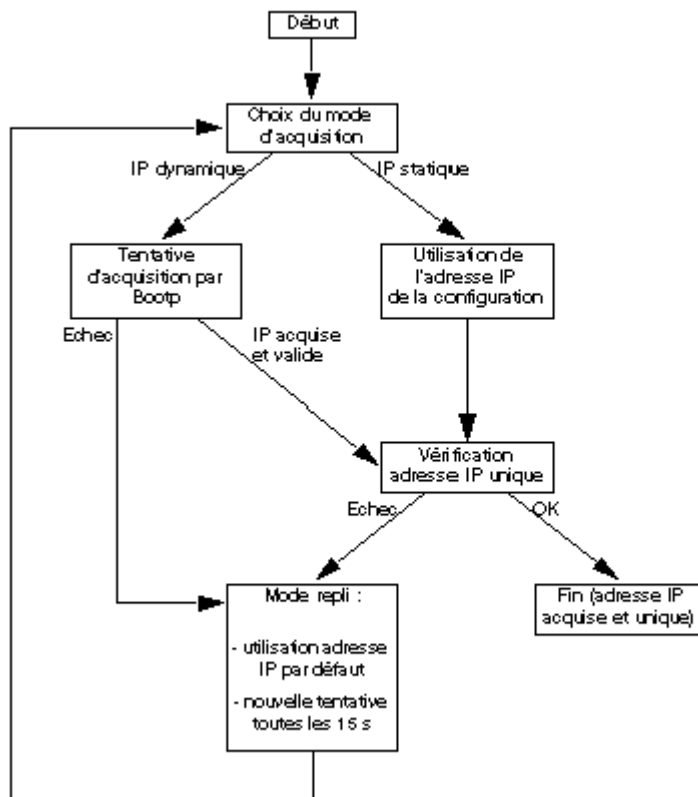 Début
Choix du mode
d'acquisition
IP dynamique
IP statique
Tentative
d'acquisition par
Bootp
Utilisation de
l'adresse IP
de la configuration
Echec
IP acquise
et valide
Vérification
adresse IP unique
Echec
OK
Mode repli :
- utilisation adresse
IP par défaut
- nouvelle tentative
toutes les 15 s
Fin (adresse IP
acquise et unique)